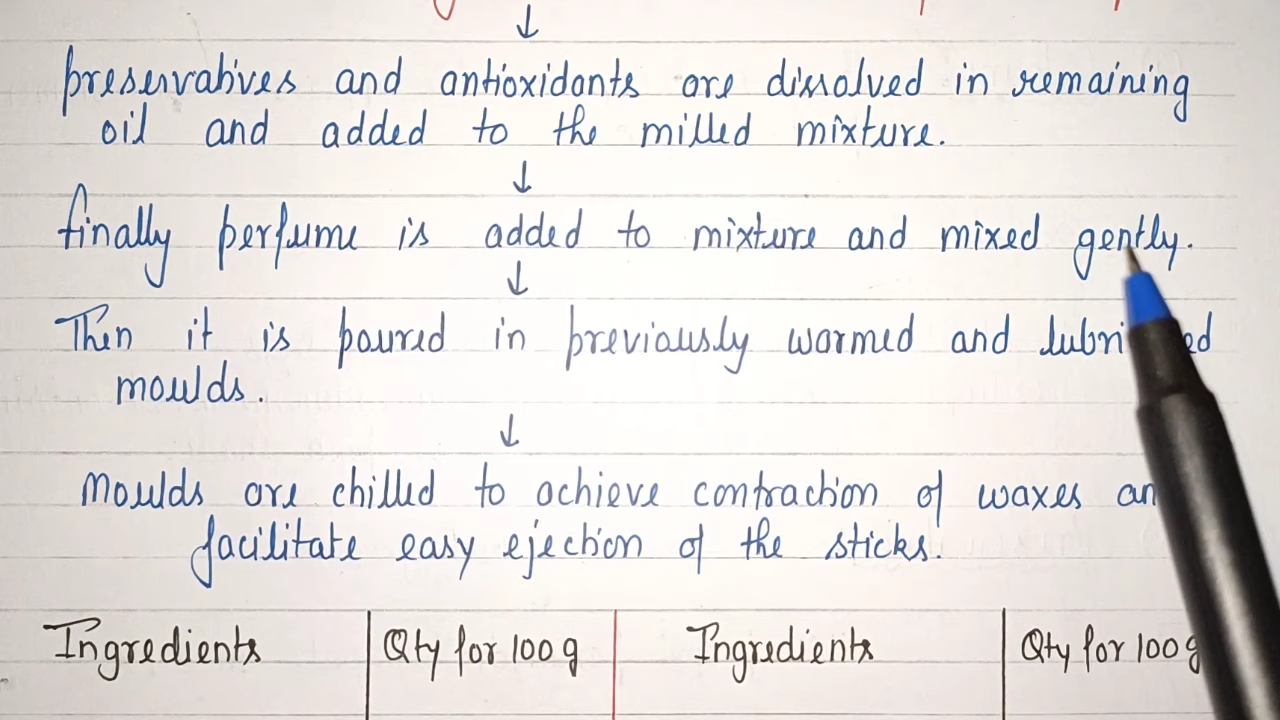 ↓
preservatives and antioxidants are dissolved in remaining
oil and added to the milled mixture.
↓
finally perfume is added to mixture and mixed gently.
↓
Then it is poured in previously warmed and
moulds.
↓
Moulds are chilled to achieve contraction of waxes
facilitate easy ejection of the sticks.
Ingredients Qty for 100g Ingredients Qty for 100g